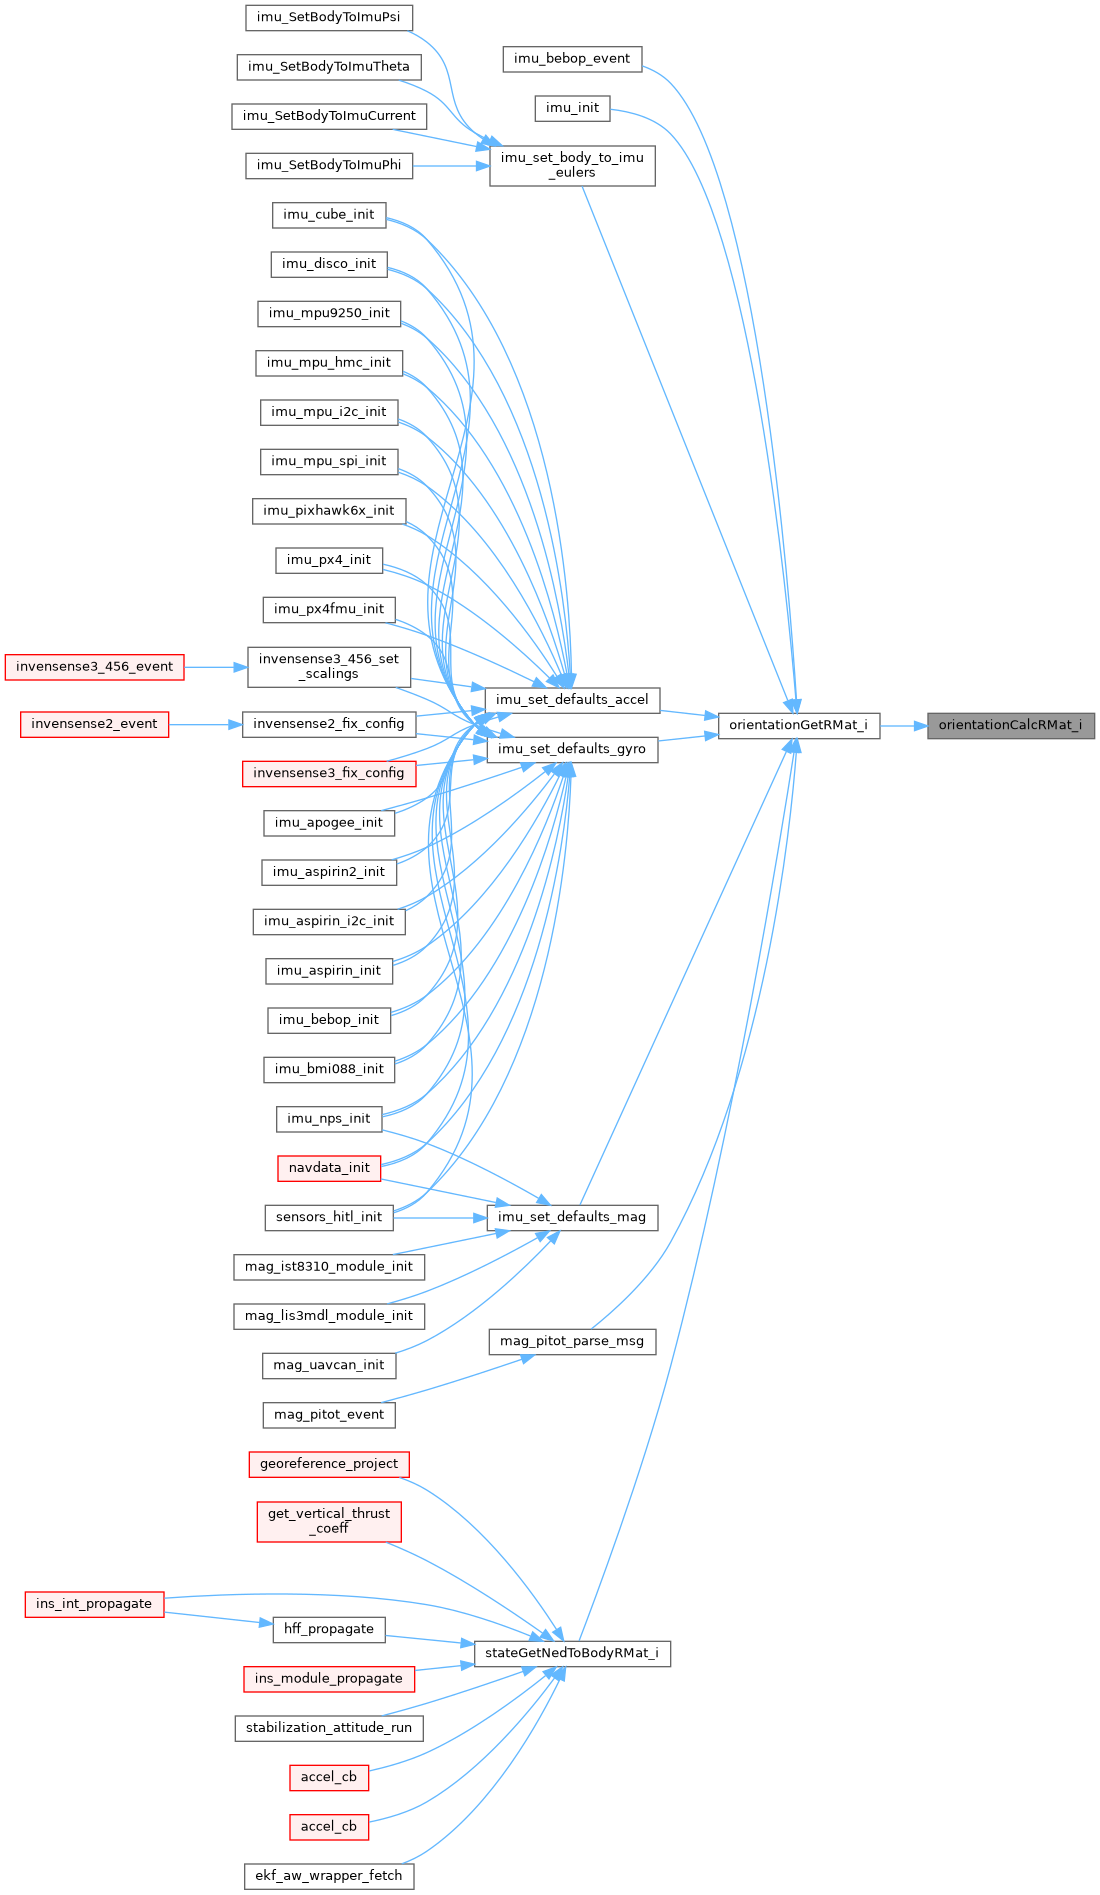 imu_SetBodyToImuPsi
imu_bebop_event
imu_SetBodyToImuTheta
imu_init
imu_SetBodyToImuCurrent
imu_set_body_to_imu
_eulers
imu_SetBodyToImuPhi
imu_cube_init
imu_disco_init
imu_mpu9250_init
imu_mpu_hmc_init
imu_mpu_i2c_init
imu_mpu_spi_init
imu_pixhawk6x_init
imu_px4_init
imu_px4fmu_init
invensense3_456_event
invensense3_456_set
_scalings
imu_set_defaults_accel
invensense2_event
invensense2_fix_config
orientationGetRMat_i
orientationCalcRMat_i
imu_set_defaults_gyro
invensense3_fix_config
imu_apogee_init
imu_aspirin2_init
imu_aspirin_i2c_init
imu_aspirin_init
imu_bebop_init
imu_bmi088_init
imu_nps_init
navdata_init
sensors_hitl_init
imu_set_defaults_mag
mag_ist8310_module_init
mag_lis3mdl_module_init
mag_pitot_parse_msg
mag_uavcan_init
mag_pitot_event
georeference_project
get_vertical_thrust
_coeff
ins_int_propagate
hff_propagate
stateGetNedToBodyRMat_i
ins_module_propagate
stabilization_attitude_run
accel_cb
accel_cb
ekf_aw_wrapper_fetch